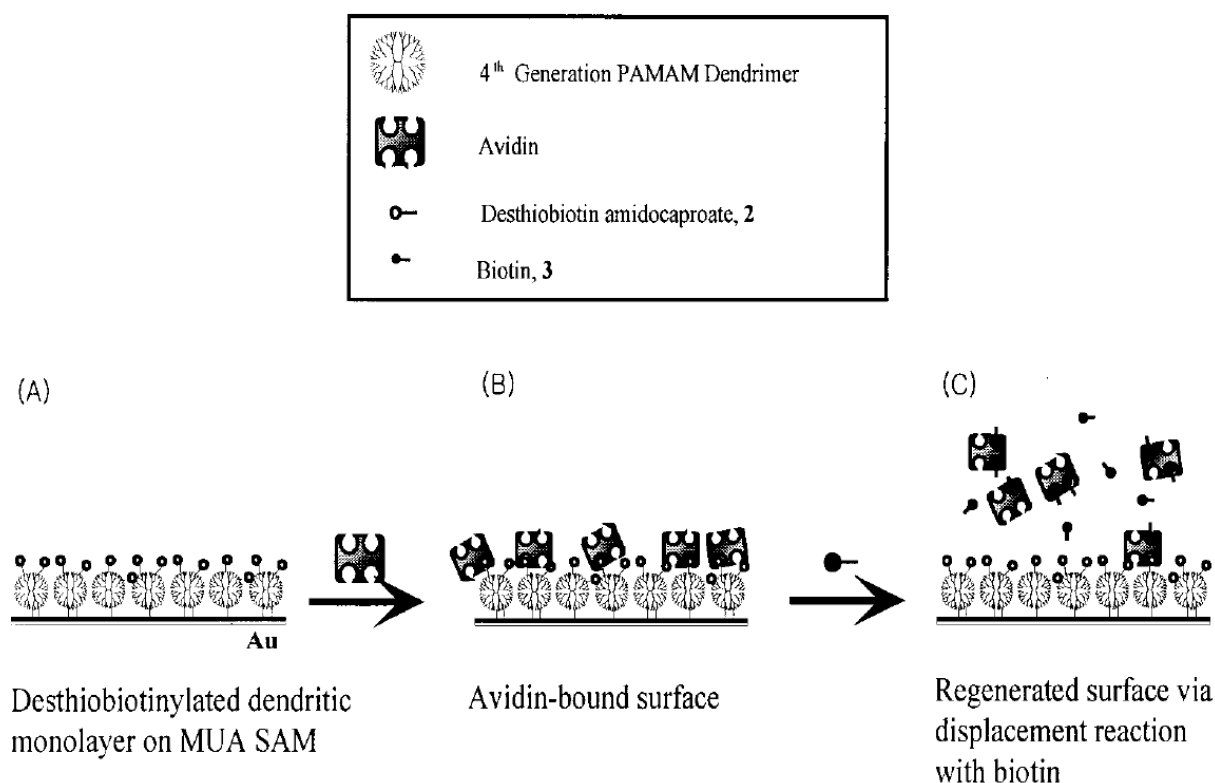 4th Generation PAMAM Dendrimer
Avidin
Desthiobiotin amidocaproate, 2
Biotin, 3
(A)
(B)
(C)
Au
Desthiobiotinylated dendritic
monolayer on MUA SAM
Avidin-bound surface
Regenerated surface via
displacement reaction
with biotin